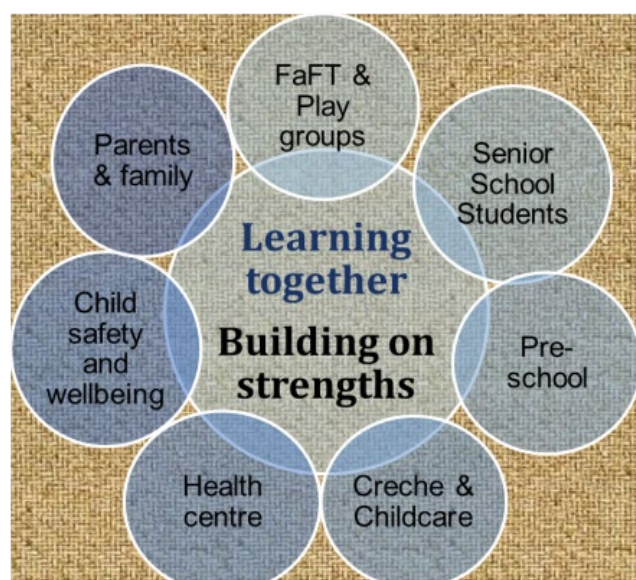 FaFT &
Play
groups
Senior
School
Students
Pre-
school
Creche &
Childcare
Health
centre
Child
safety
and
wellbeing
Parents
& family
Learning
together
Building on
strengths